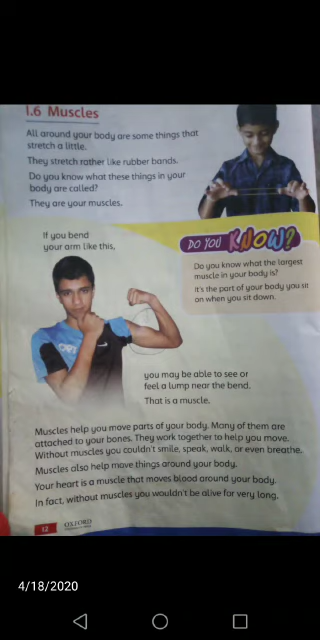 1.6 Muscles
All around your body are some things that
stretch a little.
They stretch rather like rubber bands.
Do you know what these things in your
body are called?
They are your muscles.
If you bend
your arm like this,
DO YOU KNOW?
Do you know what the largest
muscle in your body is?
It's the part of your body you sit
on when you sit down.
you may be able to see or
feel a lump near the bend.
That is a muscle.
Muscles help you move parts of your body. Many of them are
attached to your bones. They work together to help you move.
Without muscles you couldn't smile, speak, walk, or even breathe.
Muscles also help move things around your body.
Your heart is a muscle that moves blood around your body.
In fact, without muscles you wouldn't be alive for very long.
12
OXFORD
4/18/2020